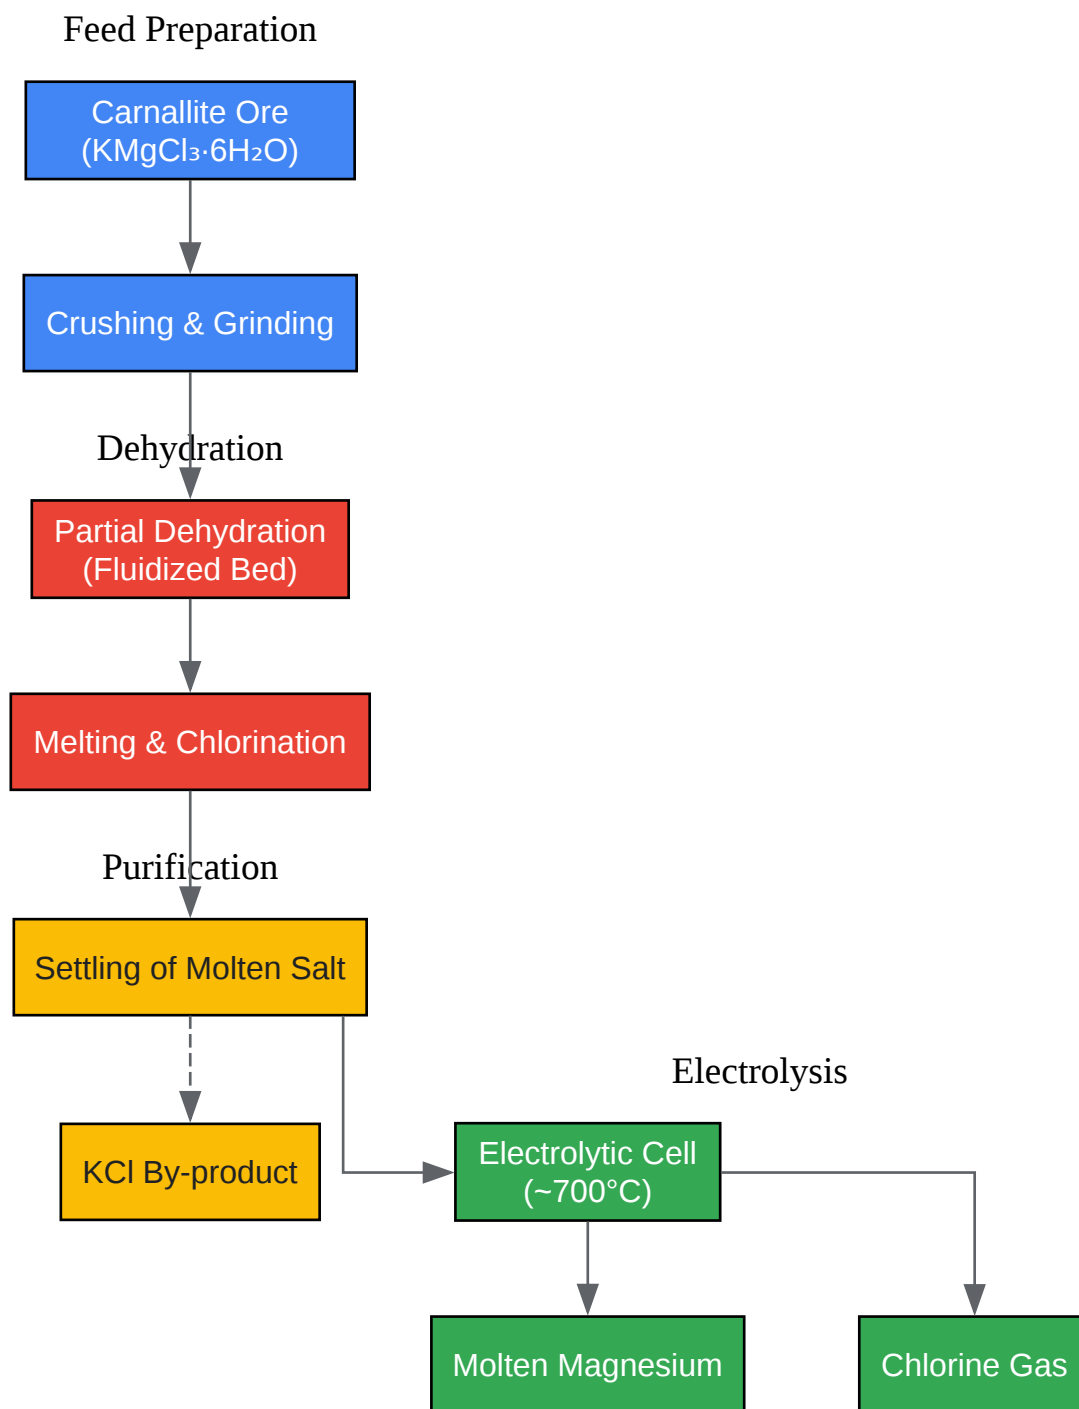 Feed Preparation
Carnallite Ore
(KMgCl₃·6H₂O)
Crushing & Grinding
Dehydration
Partial Dehydration
(Fluidized Bed)
Melting & Chlorination
Purification
Settling of Molten Salt
KCl By-product
Electrolysis
Electrolytic Cell
(~700°C)
Molten Magnesium
Chlorine Gas